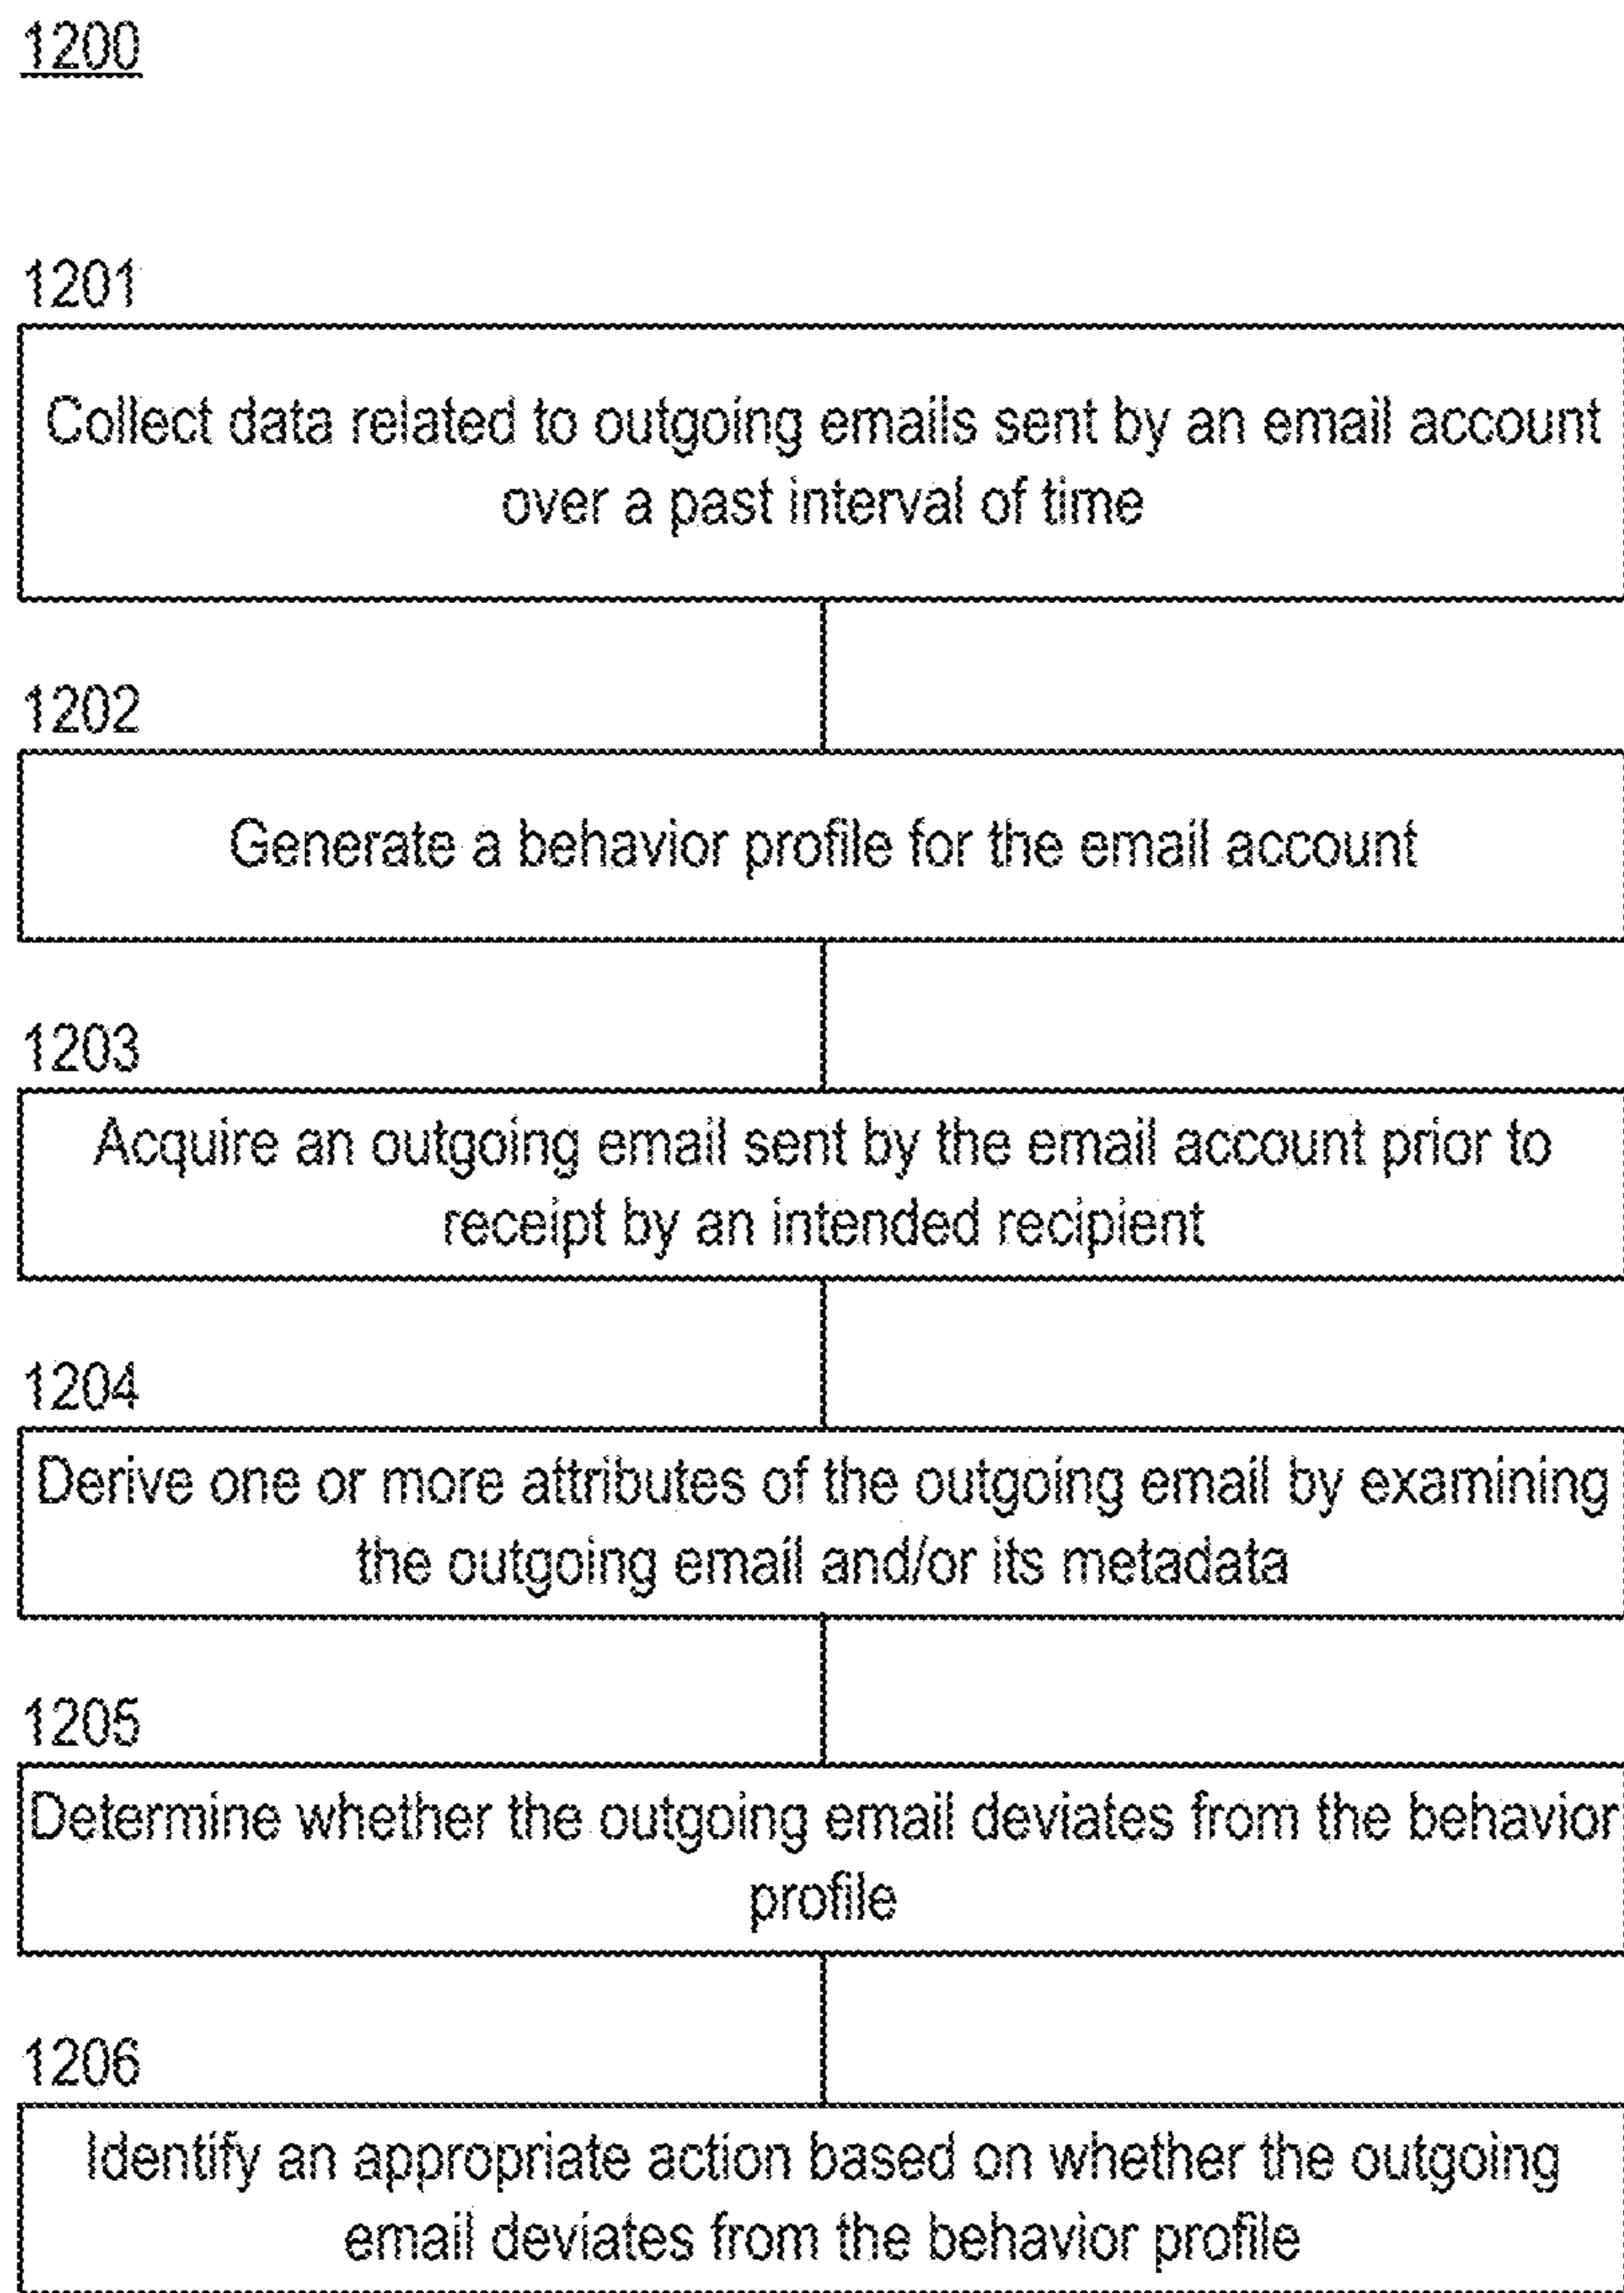 1200
1201
Collect data related to outgoing emails sent by an email account
over a past interval of time
1202
Generate a behavior profile for the email account
1203
Acquire an outgoing email sent by the email account prior to
receipt by an intended recipient
1204
Derive one or more attributes of the outgoing email by examining
the outgoing email and/or its metadata
1205
Determine whether the outgoing email deviates from the behavior
profile
1206
Identify an appropriate action based on whether the outgoing
email deviates from the behavior profile